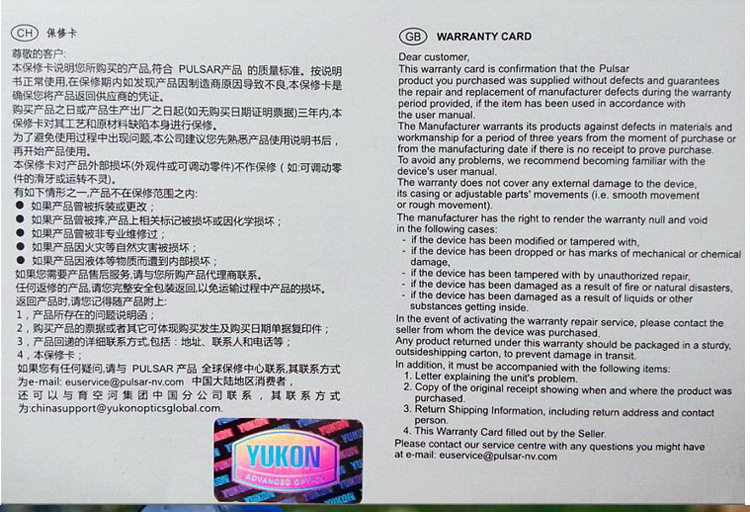 CH 保修卡
尊敬的客户:
本保修卡说明您所购买的产品,符合 PULSAR产品 的质量标准。按说明
书正常使用,在保修期内如发现产品因制造商原因导致不良,本保修卡是
确保您将产品返回供应商的凭证。
购买产品之日或产品生产出厂之日起(如无购买日期证明票据)三年内,本
保修卡对其工艺和原材料缺陷本身进行保修。
为了避免使用过程中出现问题,本公司建议您先熟悉产品使用说明书后,
再开始产品使用。
本保修卡对产品外部损坏(外观件或可调动零件)不作保修 ( 如:可调动零
件的滑牙或运转不灵)。
有如下情形之一,产品不在保修范围之内:
● 如果产品曾被拆装或更改；
● 如果产品曾被摔,产品上相关标记被损坏或因化学损坏；
● 如果产品曾被非专业维修过；
● 如果产品因火灾等自然灾害被损坏；
● 如果产品因液体等物质而遭到内部损坏；
如果您需要产品售后服务,请与您所购产品代理商联系。
任何返修的产品,请您完整安全包装返回,以免运输过程中产品的损坏。
返回产品时,请您记得随产品附上:
1，产品所存在的问题说明函；
2，购买产品的票据或者其它可体现购买发生及购买日期单据复印件；
3，产品回递的详细联系方式,包括：地址、联系人和电话等；
4，本保修卡；
如果您有任何疑问,请与 PULSAR 产品 全球保修中心联系,其联系方式
为e-mail: euservice@pulsar-nv.com 中国大陆地区消费者，
还可以与育空河集团中国分公司联系，其联系方式
为:chinasupport@yukonopticsglobal.com.
YUKON
ADVANCED OPTICS
GB WARRANTY CARD
Dear customer,
This warranty card is confirmation that the Pulsar
product you purchased was supplied without defects and guarantees
the repair and replacement of manufacturer defects during the warranty
period provided, if the item has been used in accordance with
the user manual.
The Manufacturer warrants its products against defects in materials and
workmanship for a period of three years from the moment of purchase or
from the manufacturing date if there is no receipt to prove purchase.
To avoid any problems, we recommend becoming familiar with the
device's user manual.
The warranty does not cover any external damage to the device,
its casing or adjustable parts' movements (i.e. smooth movement
or rough movement).
The manufacturer has the right to render the warranty null and void
in the following cases:
- if the device has been modified or tampered with,
- if the device has been dropped or has marks of mechanical or chemical
damage,
- if the device has been tampered with by unauthorized repair,
- if the device has been damaged as a result of fire or natural disasters,
- if the device has been damaged as a result of liquids or other
substances getting inside.
In the event of activating the warranty repair service, please contact the
seller from whom the device was purchased.
Any product returned under this warranty should be packaged in a sturdy,
outsideshipping carton, to prevent damage in transit.
In addition, it must be accompanied with the following items:
1. Letter explaining the unit's problem.
2. Copy of the original receipt showing when and where the product was
purchased.
3. Return Shipping Information, including return address and contact
person.
4. This Warranty Card filled out by the Seller.
Please contact our service centre with any questions you might have
at e-mail: euservice@pulsar-nv.com